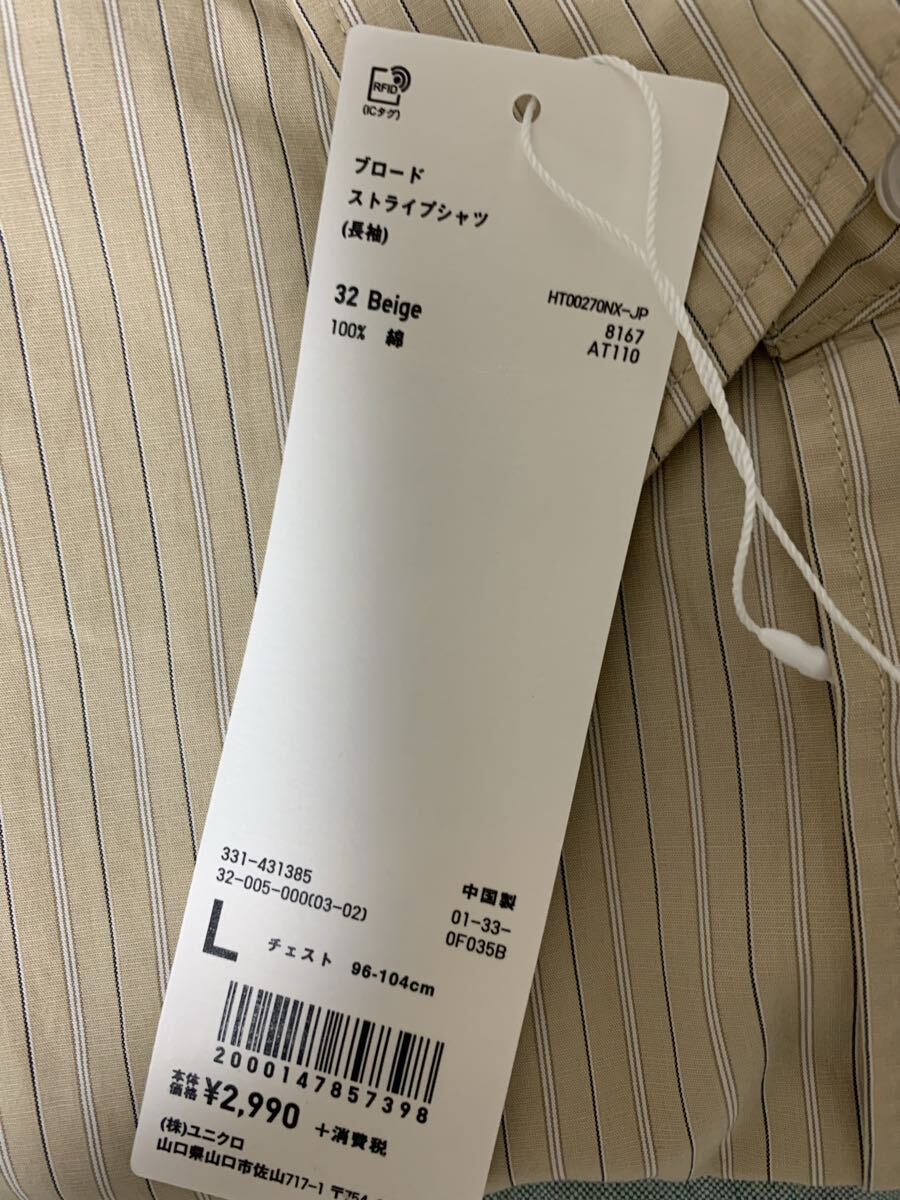 RFID
(ICタグ)
ブロード
ストライプシャツ
(長袖)
32 Beige
100% 綿
HT00270NX-JP
8167
AT110
331-431385
32-005-000(03-02)
中国製
01-33-
0F035B
L チェスト 96-104cm
2000147857398
本体
価格 ¥2,990 +消費税
(株)ユニクロ
山口県山口市佐山717-1 〒754